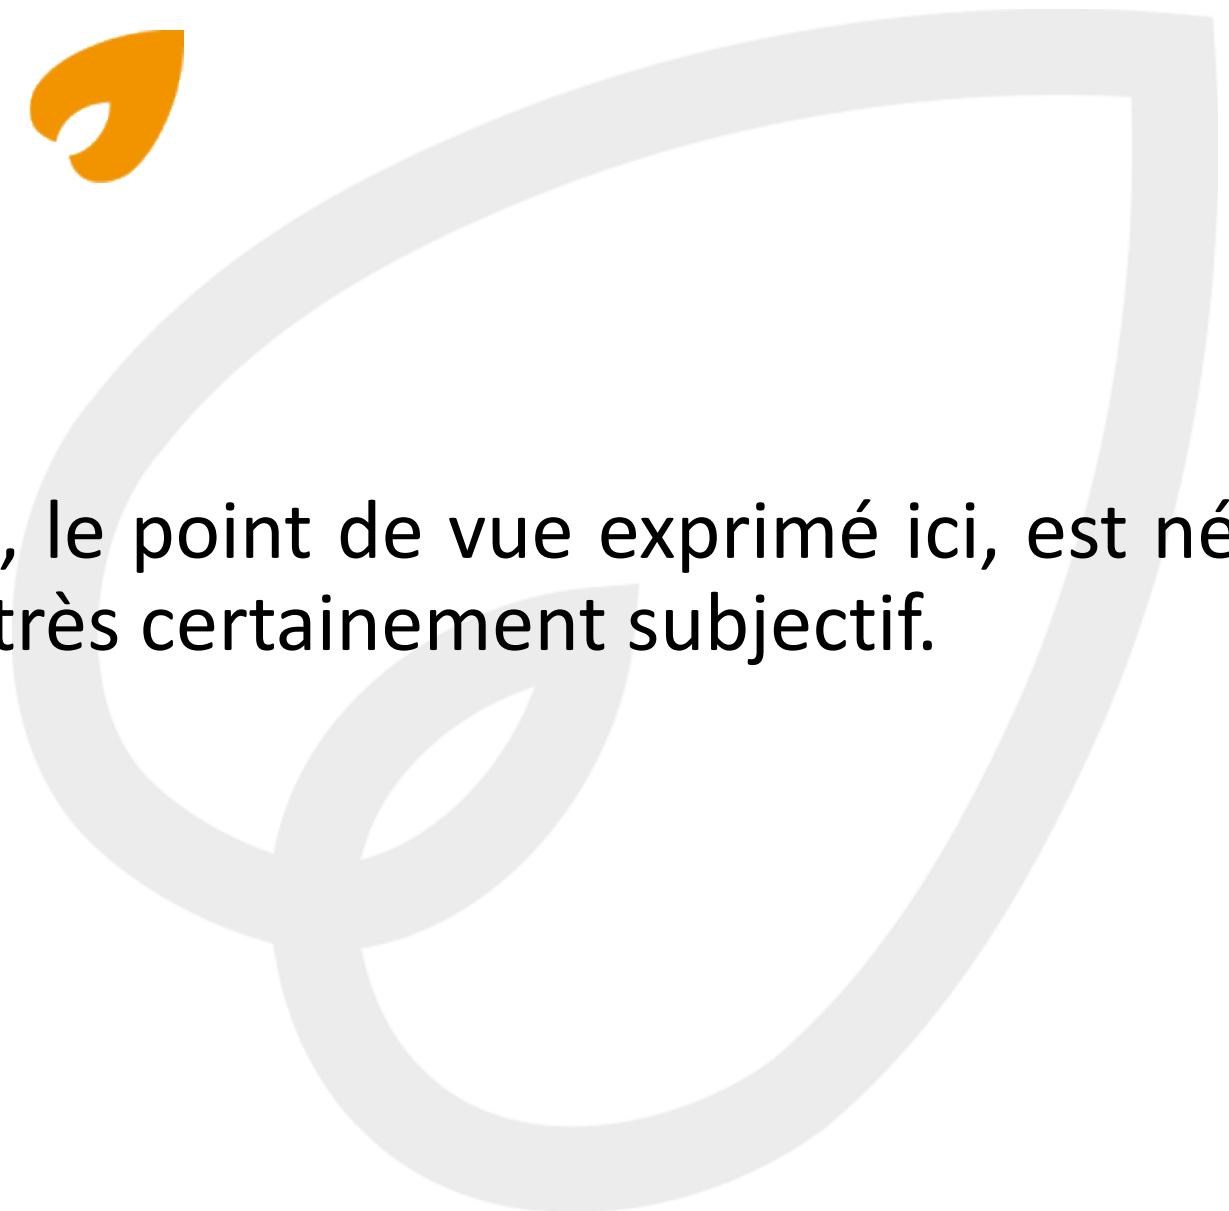 , le point de vue exprimé ici, est né
très certainement subjectif.